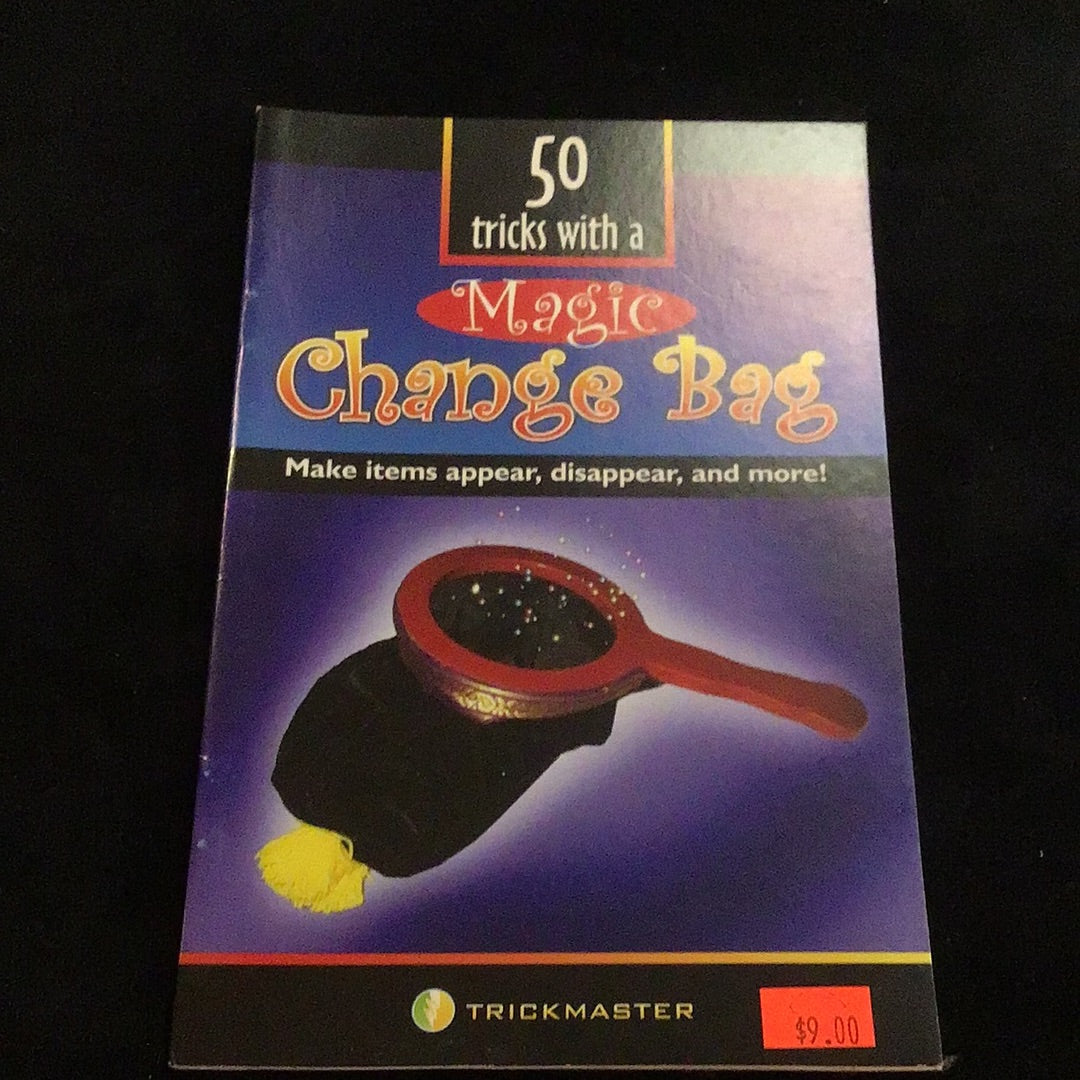 50
tricks with a
Magic
Change Bag
Make items appear, disappear, and more!
TRICKMASTER
$9.00